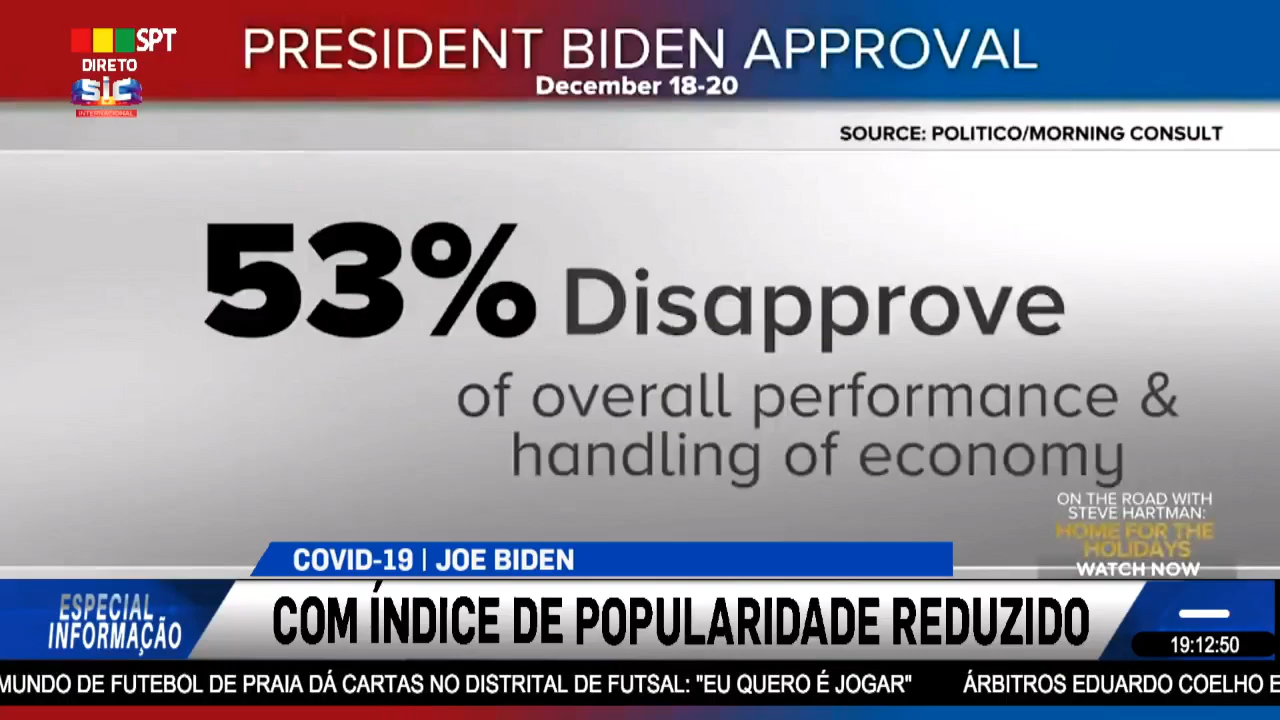 SPT
DIRETO
SIC
INTERNACIONAL
PRESIDENT BIDEN APPROVAL
December 18-20
SOURCE: POLITICO/MORNING CONSULT
53% Disapprove
of overall performance &
handling of economy
ON THE ROAD WITH
STEVE HARTMAN:
HOME FOR THE
HOLIDAYS
WATCH NOW
COVID-19 | JOE BIDEN
ESPECIAL
INFORMAÇÃO
COM ÍNDICE DE POPULARIDADE REDUZIDO
19:12:50
MUNDO DE FUTEBOL DE PRAIA DÁ CARTAS NO DISTRITAL DE FUTSAL: "EU QUERO É JOGAR" ÁRBITROS EDUARDO COELHO E